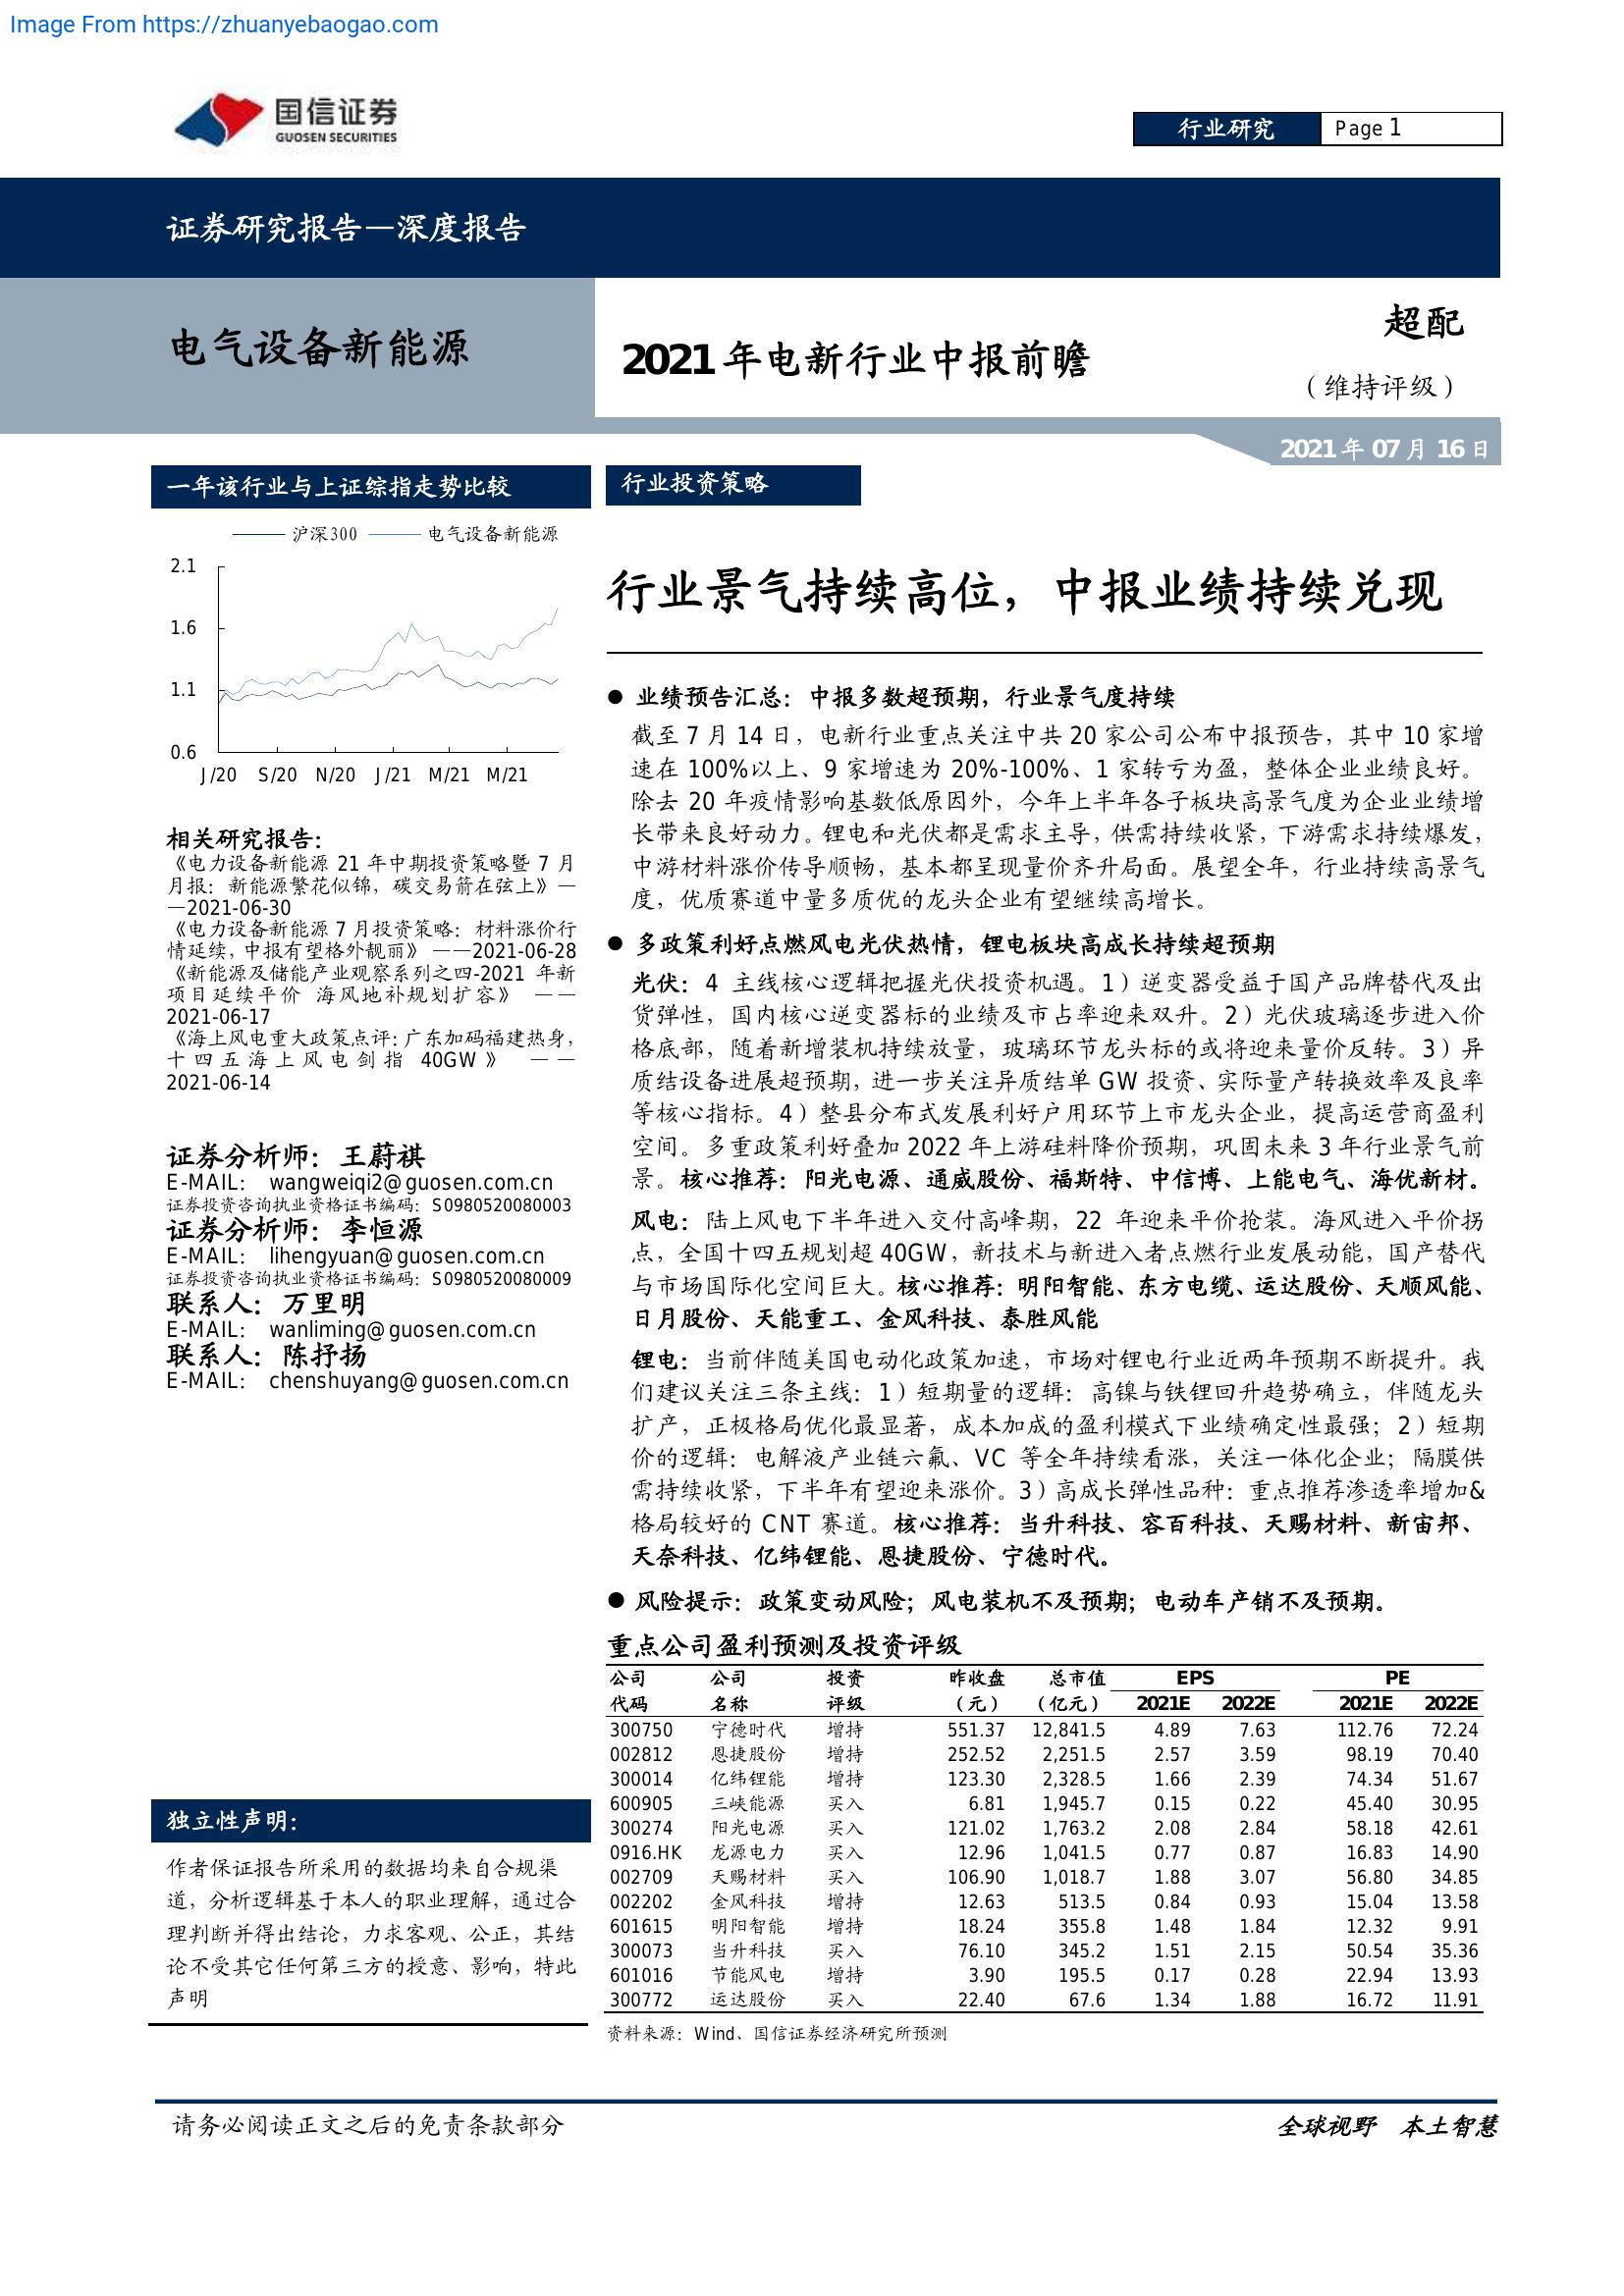 Image From https://zhuanyebaogao.com
国信证券
GUOSEN SECURITIES
行业研究
Page 1
证券研究报告—深度报告
电气设备新能源
2021年电新行业中报前瞻
超配
（维持评级）
2021年07月16日
一年该行业与上证综指走势比较
沪深300 电气设备新能源
2.1
1.6
1.1
0.6
J/20 S/20 N/20 J/21 M/21 M/21
相关研究报告：
《电力设备新能源 21 年中期投资策略暨 7 月
月报：新能源繁花似锦，碳交易箭在弦上》—
—2021-06-30
《电力设备新能源 7 月投资策略：材料涨价行
情延续，中报有望格外靓丽》 ——2021-06-28
《新能源及储能产业观察系列之四-2021 年新
项目延续平价 海风地补规划扩容》 ——
2021-06-17
《海上风电重大政策点评：广东加码福建热身，
十四五海上风电剑指 40GW》 ——
2021-06-14
证券分析师：王蔚祺
E-MAIL： wangweiqi2@guosen.com.cn
证券投资咨询执业资格证书编码：S0980520080003
证券分析师：李恒源
E-MAIL： lihengyuan@guosen.com.cn
证券投资咨询执业资格证书编码：S0980520080009
联系人：万里明
E-MAIL： wanliming@guosen.com.cn
联系人：陈抒扬
E-MAIL： chenshuyang@guosen.com.cn
独立性声明：
作者保证报告所采用的数据均来自合规渠
道，分析逻辑基于本人的职业理解，通过合
理判断并得出结论，力求客观、公正，其结
论不受其它任何第三方的授意、影响，特此
声明
行业投资策略
行业景气持续高位，中报业绩持续兑现
● 业绩预告汇总：中报多数超预期，行业景气度持续
截至 7 月 14 日，电新行业重点关注中共 20 家公司公布中报预告，其中 10 家增
速在 100%以上、9 家增速为 20%-100%、1 家转亏为盈，整体企业业绩良好。
除去 20 年疫情影响基数低原因外，今年上半年各子板块高景气度为企业业绩增
长带来良好动力。锂电和光伏都是需求主导，供需持续收紧，下游需求持续爆发，
中游材料涨价传导顺畅，基本都呈现量价齐升局面。展望全年，行业持续高景气
度，优质赛道中量多质优的龙头企业有望继续高增长。
● 多政策利好点燃风电光伏热情，锂电板块高成长持续超预期
光伏：4 主线核心逻辑把握光伏投资机遇。1）逆变器受益于国产品牌替代及出
货弹性，国内核心逆变器标的业绩及市占率迎来双升。2）光伏玻璃逐步进入价
格底部，随着新增装机持续放量，玻璃环节龙头标的或将迎来量价反转。3）异
质结设备进展超预期，进一步关注异质结单 GW 投资、实际量产转换效率及良率
等核心指标。4）整县分布式发展利好户用环节上市龙头企业，提高运营商盈利
空间。多重政策利好叠加 2022 年上游硅料降价预期，巩固未来 3 年行业景气前
景。核心推荐：阳光电源、通威股份、福斯特、中信博、上能电气、海优新材。
风电：陆上风电下半年进入交付高峰期，22 年迎来平价抢装。海风进入平价拐
点，全国十四五规划超 40GW，新技术与新进入者点燃行业发展动能，国产替代
与市场国际化空间巨大。核心推荐：明阳智能、东方电缆、运达股份、天顺风能、
日月股份、天能重工、金风科技、泰胜风能
锂电：当前伴随美国电动化政策加速，市场对锂电行业近两年预期不断提升。我
们建议关注三条主线：1）短期量的逻辑：高镍与铁锂回升趋势确立，伴随龙头
扩产，正极格局优化最显著，成本加成的盈利模式下业绩确定性最强；2）短期
价的逻辑：电解液产业链六氟、VC 等全年持续看涨，关注一体化企业；隔膜供
需持续收紧，下半年有望迎来涨价。3）高成长弹性品种：重点推荐渗透率增加&
格局较好的 CNT 赛道。核心推荐：当升科技、容百科技、天赐材料、新宙邦、
天奈科技、亿纬锂能、恩捷股份、宁德时代。
● 风险提示：政策变动风险；风电装机不及预期；电动车产销不及预期。
重点公司盈利预测及投资评级
公司 公司 投资 昨收盘 总市值 EPS PE
代码 名称 评级 （元） （亿元） 2021E 2022E 2021E 2022E
300750 宁德时代 增持 551.37 12,841.5 4.89 7.63 112.76 72.24
002812 恩捷股份 增持 252.52 2,251.5 2.57 3.59 98.19 70.40
300014 亿纬锂能 增持 123.30 2,328.5 1.66 2.39 74.34 51.67
600905 三峡能源 买入 6.81 1,945.7 0.15 0.22 45.40 30.95
300274 阳光电源 买入 121.02 1,763.2 2.08 2.84 58.18 42.61
0916.HK 龙源电力 买入 12.96 1,041.5 0.77 0.87 16.83 14.90
002709 天赐材料 买入 106.90 1,018.7 1.88 3.07 56.80 34.85
002202 金风科技 增持 12.63 513.5 0.84 0.93 15.04 13.58
601615 明阳智能 增持 18.24 355.8 1.48 1.84 12.32 9.91
300073 当升科技 买入 76.10 345.2 1.51 2.15 50.54 35.36
601016 节能风电 增持 3.90 195.5 0.17 0.28 22.94 13.93
300772 运达股份 买入 22.40 67.6 1.34 1.88 16.72 11.91
资料来源：Wind、国信证券经济研究所预测
请务必阅读正文之后的免责条款部分
全球视野 本土智慧